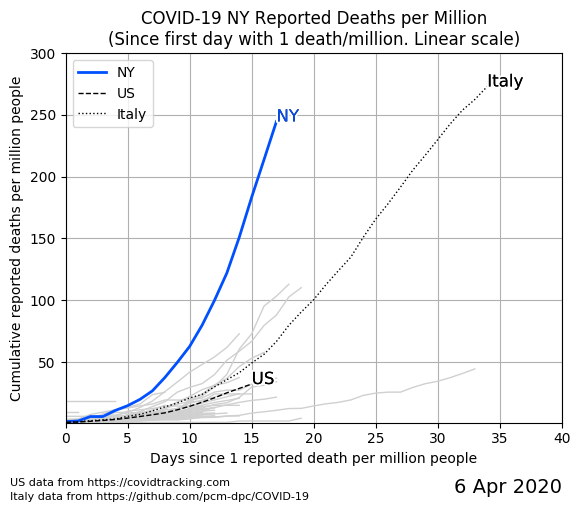 COVID-19 NY Reported Deaths per Million
(Since first day with 1 death/million. Linear scale)
Cumulative reported deaths per million people
300
250
200
150
100
50
NY
US
Italy
NY
Italy
US
0
5
10
15
20
25
30
35
40
Days since 1 reported death per million people
US data from https://covidtracking.com
Italy data from https://github.com/pcm-dpc/COVID-19
6 Apr 2020